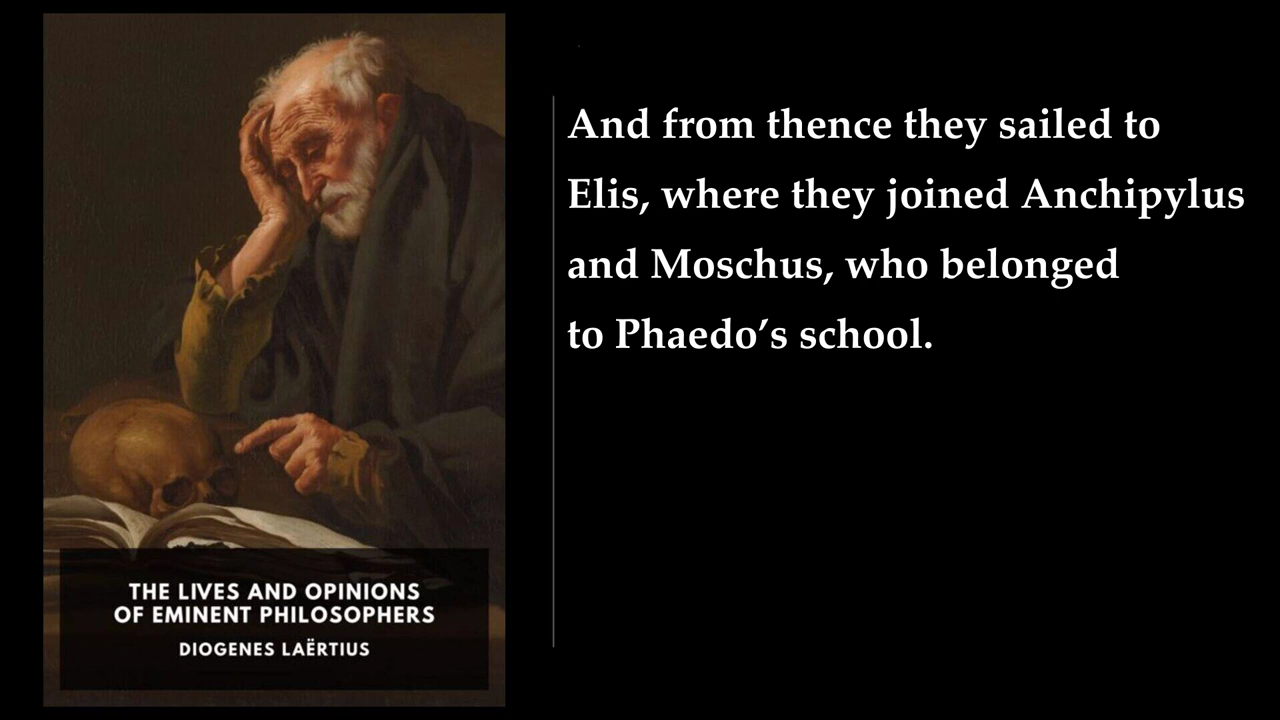 And from thence they sailed to
Elis, where they joined Anchipylus
and Moschus, who belonged
to Phaedo’s school.
THE LIVES AND OPINIONS
OF EMINENT PHILOSOPHERS
DIOGENES LAËRTIUS